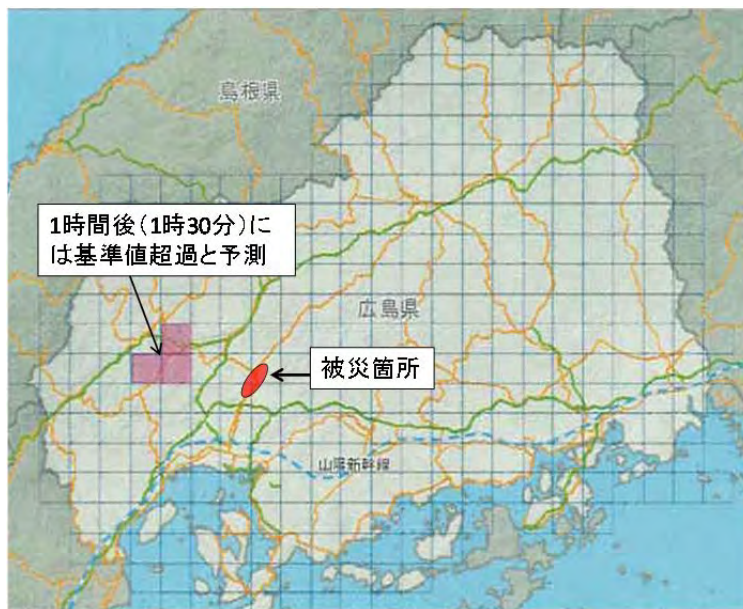 島根県
1時間後(1時30分)に
は基準値超過と予測
広島県
被災箇所
山陽新幹線